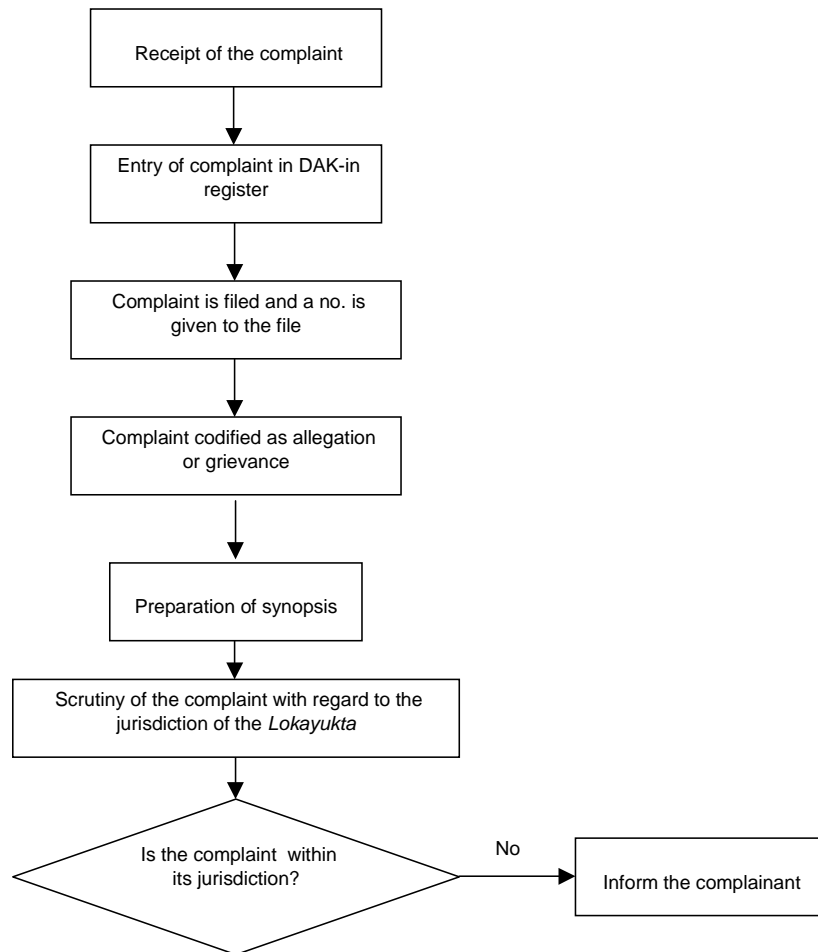 Receipt of the complaint
Entry of complaint in DAK-in
register
Complaint is filed and a no. is
given to the file
Complaint codified as allegation
or grievance
Preparation of synopsis
Scrutiny of the complaint with regard to the
jurisdiction of the Lokayukta
Is the complaint within
its jurisdiction?
No
Inform the complainant